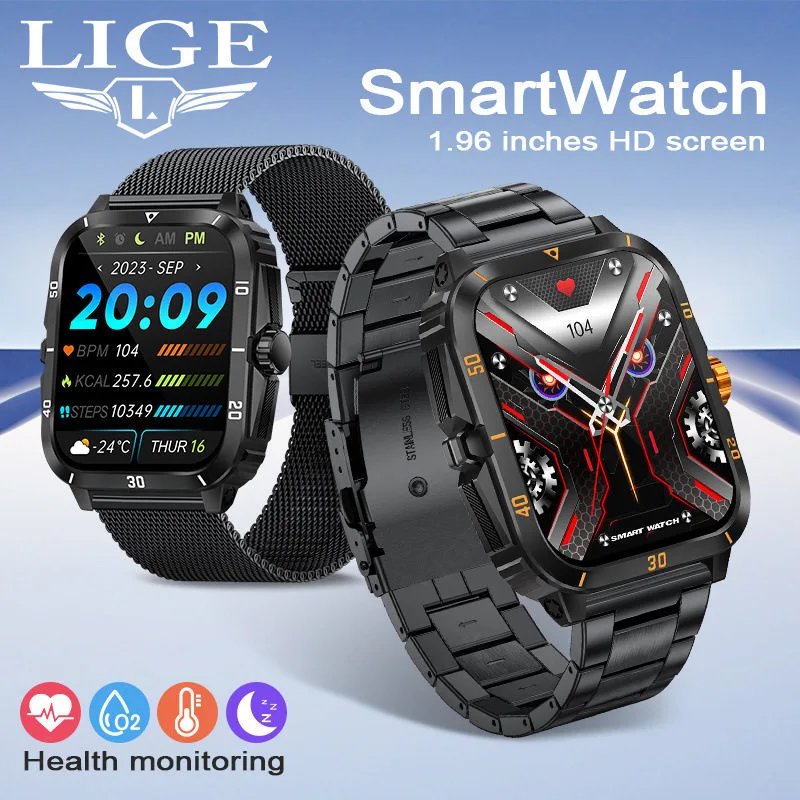 LIGE
L.
SmartWatch
1.96 inches HD screen
AM PM
‹ 2023- SEP ›
20:09
BPM 104
KCAL 257.6
STEPS 10349
-24°C
THUR 16
50
10
40
20
30
STAINLESS STEEL
104
SMART WATCH
50
10
40
20
30
O2
z z z
Health monitoring